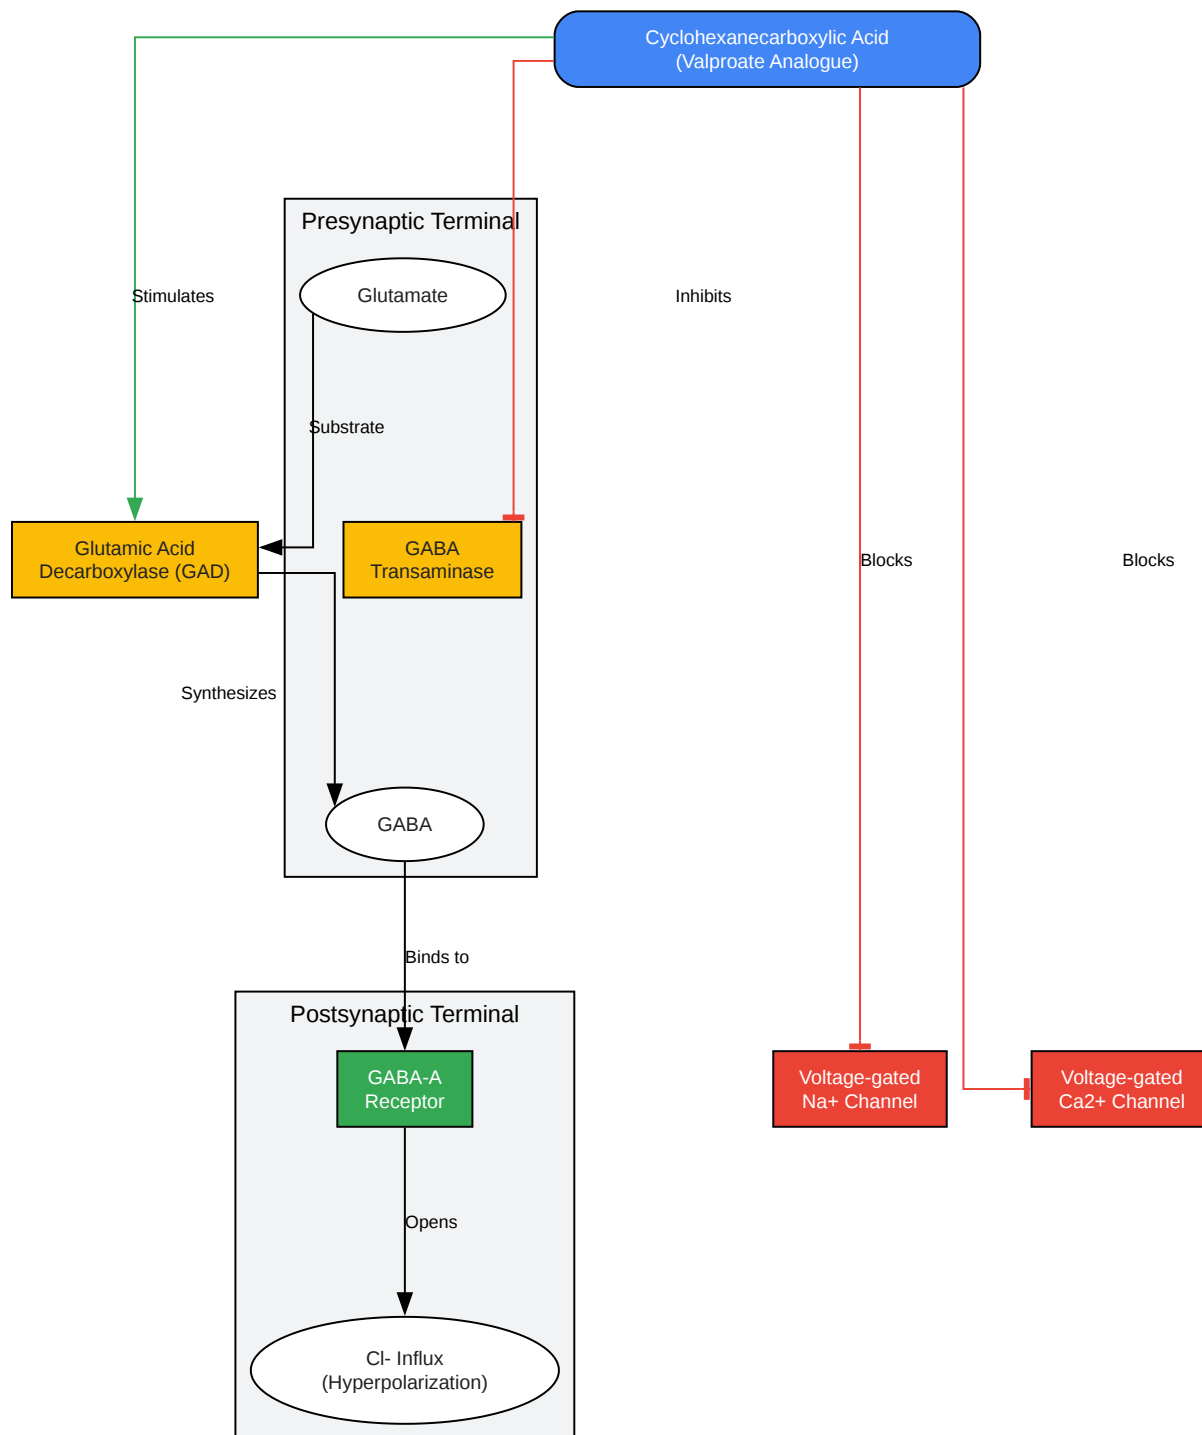 Cyclohexanecarboxylic Acid
(Valproate Analogue)
Presynaptic Terminal
Glutamate
Stimulates
Inhibits
Substrate
Glutamic Acid
Decarboxylase (GAD)
GABA
Transaminase
Blocks
Blocks
Synthesizes
GABA
Binds to
Postsynaptic Terminal
GABA-A
Receptor
Voltage-gated
Na+ Channel
Voltage-gated
Ca2+ Channel
Opens
Cl- Influx
(Hyperpolarization)